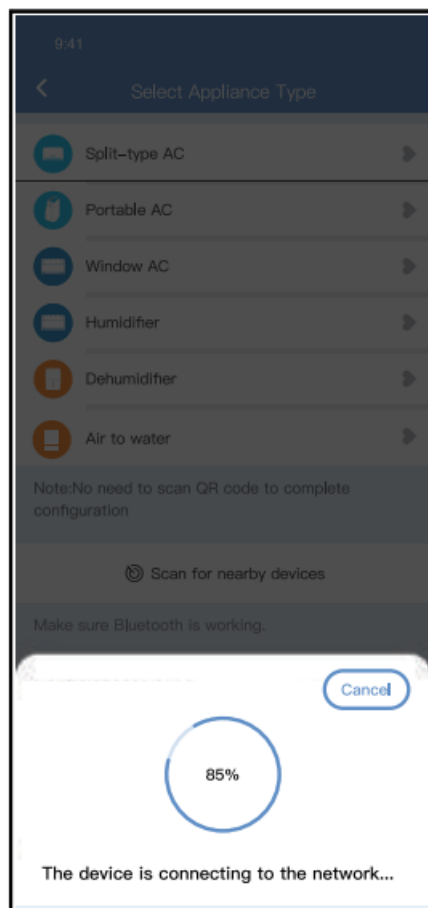 9:41
Select Appliance Type
Split-type AC
Portable AC
Window AC
Humidifier
Dehumidifier
Air to water
Note:No need to scan QR code to complete
configuration
Scan for nearby devices
Make sure Bluetooth is working.
Cancel
85%
The device is connecting to the network...